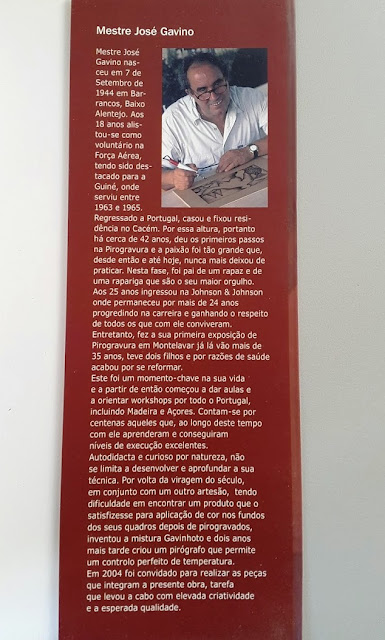 Mestre José Gavino
Mestre José
Gavino nas-
ceu em 7 de
Setembro de
1944 em Bar-
rancos, Baixo
Alentejo. Aos
18 anos alis-
tou-se como
voluntário na
Força Aérea,
tendo sido des-
tacado para a
Guiné, onde
serviu entre
1963 e 1965.
Regressado a Portugal, casou e fixou resi-
dência no Cacém. Por essa altura, portanto
há cerca de 42 anos, deu os primeiros passos
na Pirogravura e a paixão foi tão grande que,
desde então e até hoje, nunca mais deixou de
praticar. Nesta fase, foi pai de um rapaz e de
uma rapariga que são o seu maior orgulho.
Aos 25 anos ingressou na Johnson & Johnson
onde permaneceu por mais de 24 anos
progredindo na carreira e ganhando o respeito
de todos os que com ele conviveram.
Entretanto, fez a sua primeira exposição de
Pirogravura em Montelavar já lá vão mais de
35 anos, teve dois filhos e por razões de saúde
acabou por se reformar.
Este foi um momento-chave na sua vida
e a partir de então começou a dar aulas e
a orientar workshops por todo o Portugal,
incluindo Madeira e Açores. Contam-se por
centenas aqueles que, ao longo deste tempo
com ele aprenderam e conseguiram
níveis de execução excelentes.
Autodidacta e curioso por natureza, não
se limita a desenvolver e aprofundar a sua
técnica. Por volta da viragem do século,
em conjunto com um outro artesão, tendo
dificuldade em encontrar um produto que o
satisfizesse para aplicação de cor nos fundos
dos seus quadros depois de pirogravados,
inventou a mistura Gavinhoto e dois anos
mais tarde criou um pirógrafo que permite
um controlo perfeito de temperatura.
Em 2004 foi convidado para realizar as peças
que integram a presente obra, tarefa
que levou a cabo com elevada criatividade
e a esperada qualidade.